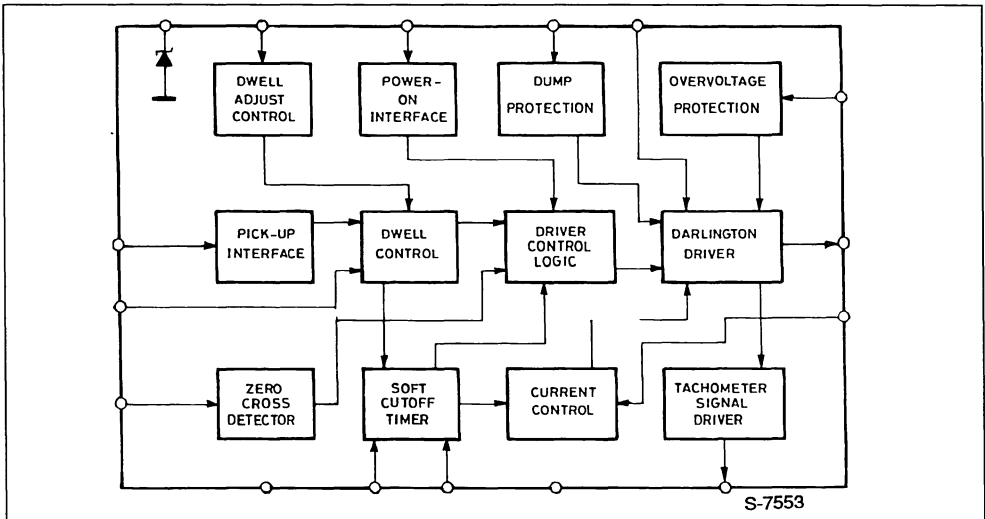 DWELL
ADJUST
CONTROL
POWER-
ON
INTERFACE
DUMP
PROTECTION
OVERVOLTAGE
PROTECTION
PICK-UP
INTERFACE
DWELL
CONTROL
DRIVER
CONTROL
LOGIC
DARLINGTON
DRIVER
ZERO
CROSS
DETECTOR
SOFT
CUTOFF
TIMER
CURRENT
CONTROL
TACHOMETER
SIGNAL
DRIVER
S-7553